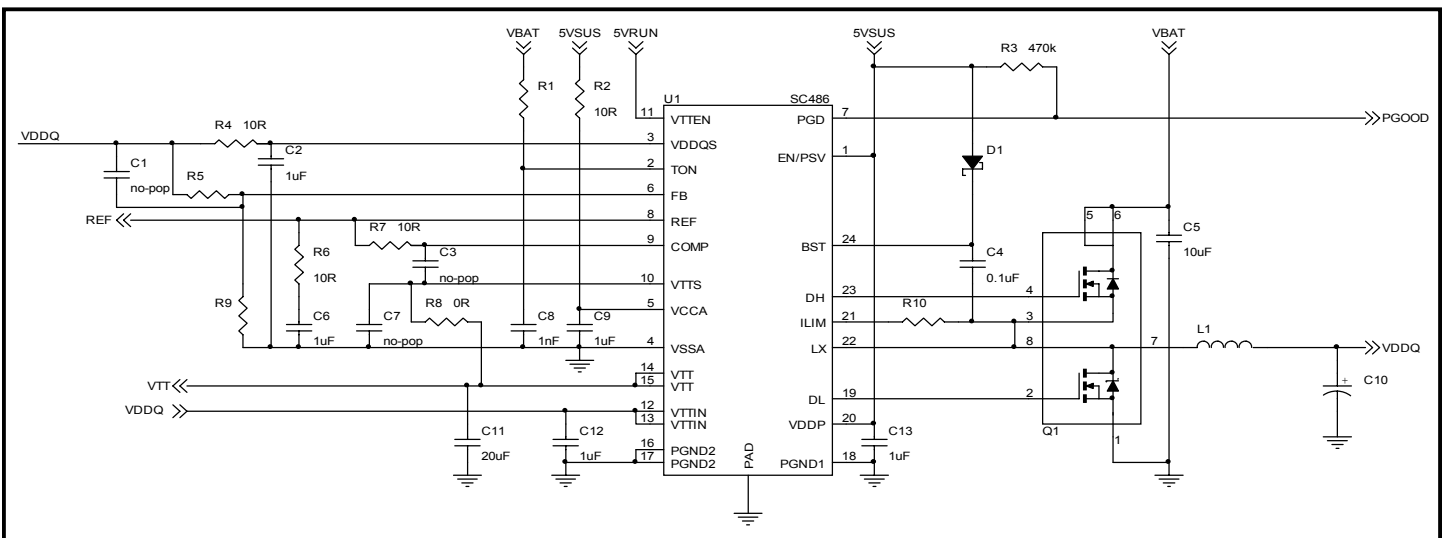 VBAT 5VSUS 5VRUN 5VSUS VBAT
R3 470k
R1 R2 10R
U1 SC486
11 VTTEN PGD 7 PGOOD
VDDQ R4 10R
3 VDDQS
C1 no-pop
C2 1uF
EN/PSV 1
D1
2 TON
R5
6 FB
REF 8 REF
R7 10R
9 COMP BST 24
5 6
C5 10uF
R6 10R
C3 no-pop
C4 0.1uF
10 VTTS
DH 23 4
R9
R8 0R
5 VCCA ILIM 21 R10 3
C6 1uF
C7 no-pop
C8 1nF
C9 1uF
4 VSSA LX 22 8 7 L1 VDDQ
14 VTT
VTT 15 VTT
C10 +
DL 19 2
VDDQ 12 VTTIN
13 VTTIN
VDDP 20
Q1
C11 20uF
C12 1uF
C13 1uF
1
16 PGND2
17 PGND2
PAD
PGND1 18